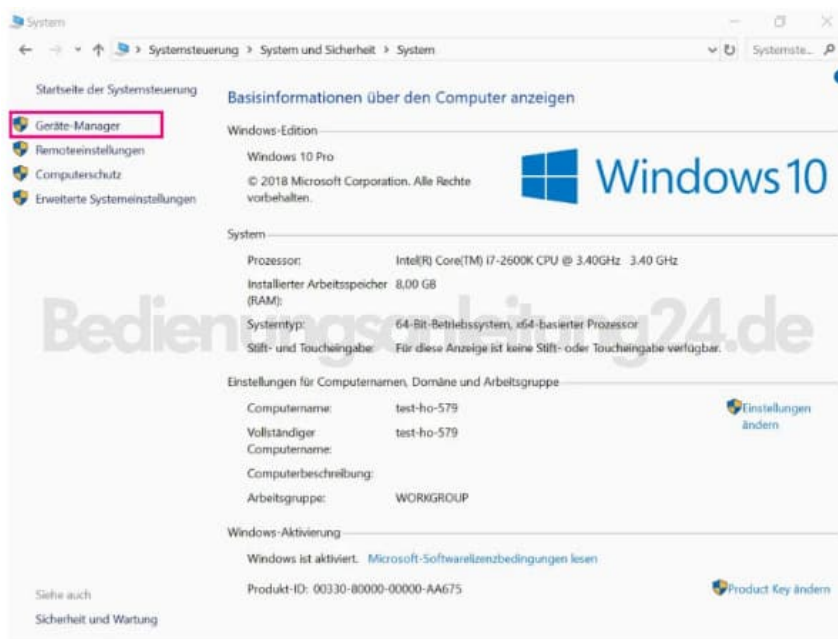 System
Systemsteuerung > System und Sicherheit > System
Systemste...
Startseite der Systemsteuerung
Geräte-Manager
Remoteeinstellungen
Computerschutz
Erweiterte Systemeinstellungen
Basisinformationen über den Computer anzeigen
Windows-Edition
Windows 10 Pro
© 2018 Microsoft Corporation. Alle Rechte
vorbehalten.
Windows 10
System
Prozessor: Intel(R) Core(TM) i7-2600K CPU @ 3.40GHz 3.40 GHz
Installierter Arbeitsspeicher 8,00 GB
(RAM):
Systemtyp: 64-Bit-Betriebssystem, x64-basierter Prozessor
Stift- und Toucheingabe: Für diese Anzeige ist keine Stift- oder Toucheingabe verfügbar.
Bedienungsanleitung24.de
Einstellungen für Computernamen, Domäne und Arbeitsgruppe
Computername: test-ho-579
Einstellungen
ändern
Vollständiger test-ho-579
Computername:
Computerbeschreibung:
Arbeitsgruppe: WORKGROUP
Windows-Aktivierung
Windows ist aktiviert. Microsoft-Softwarelizenzbedingungen lesen
Produkt-ID: 00330-80000-00000-AA675
Product Key ändern
Siehe auch
Sicherheit und Wartung